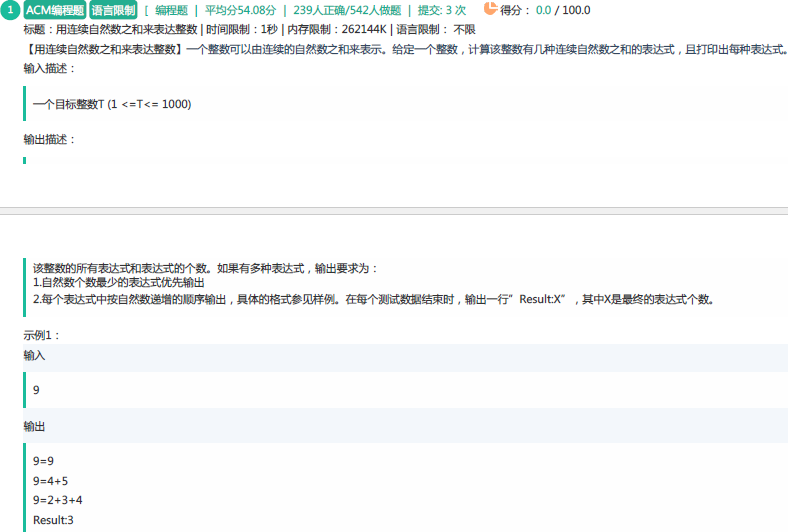 1 ACM编程题 语言限制 [ 编程题 | 平均分54.08分 | 239人正确/542人做题 | 提交: 3 次 得分： 0.0 / 100.0
标题：用连续自然数之和来表达整数 | 时间限制：1秒 | 内存限制：262144K | 语言限制： 不限
【用连续自然数之和来表达整数】一个整数可以由连续的自然数之和来表示。给定一个整数，计算该整数有几种连续自然数之和的表达式，且打印出每种表达式。
输入描述：
一个目标整数T (1 <=T<= 1000)
输出描述：
该整数的所有表达式和表达式的个数。如果有多种表达式，输出要求为：
1.自然数个数最少的表达式优先输出
2.每个表达式中按自然数递增的顺序输出，具体的格式参见样例。在每个测试数据结束时，输出一行”Result:X”，其中X是最终的表达式个数。
示例1：
输入
9
输出
9=9
9=4+5
9=2+3+4
Result:3